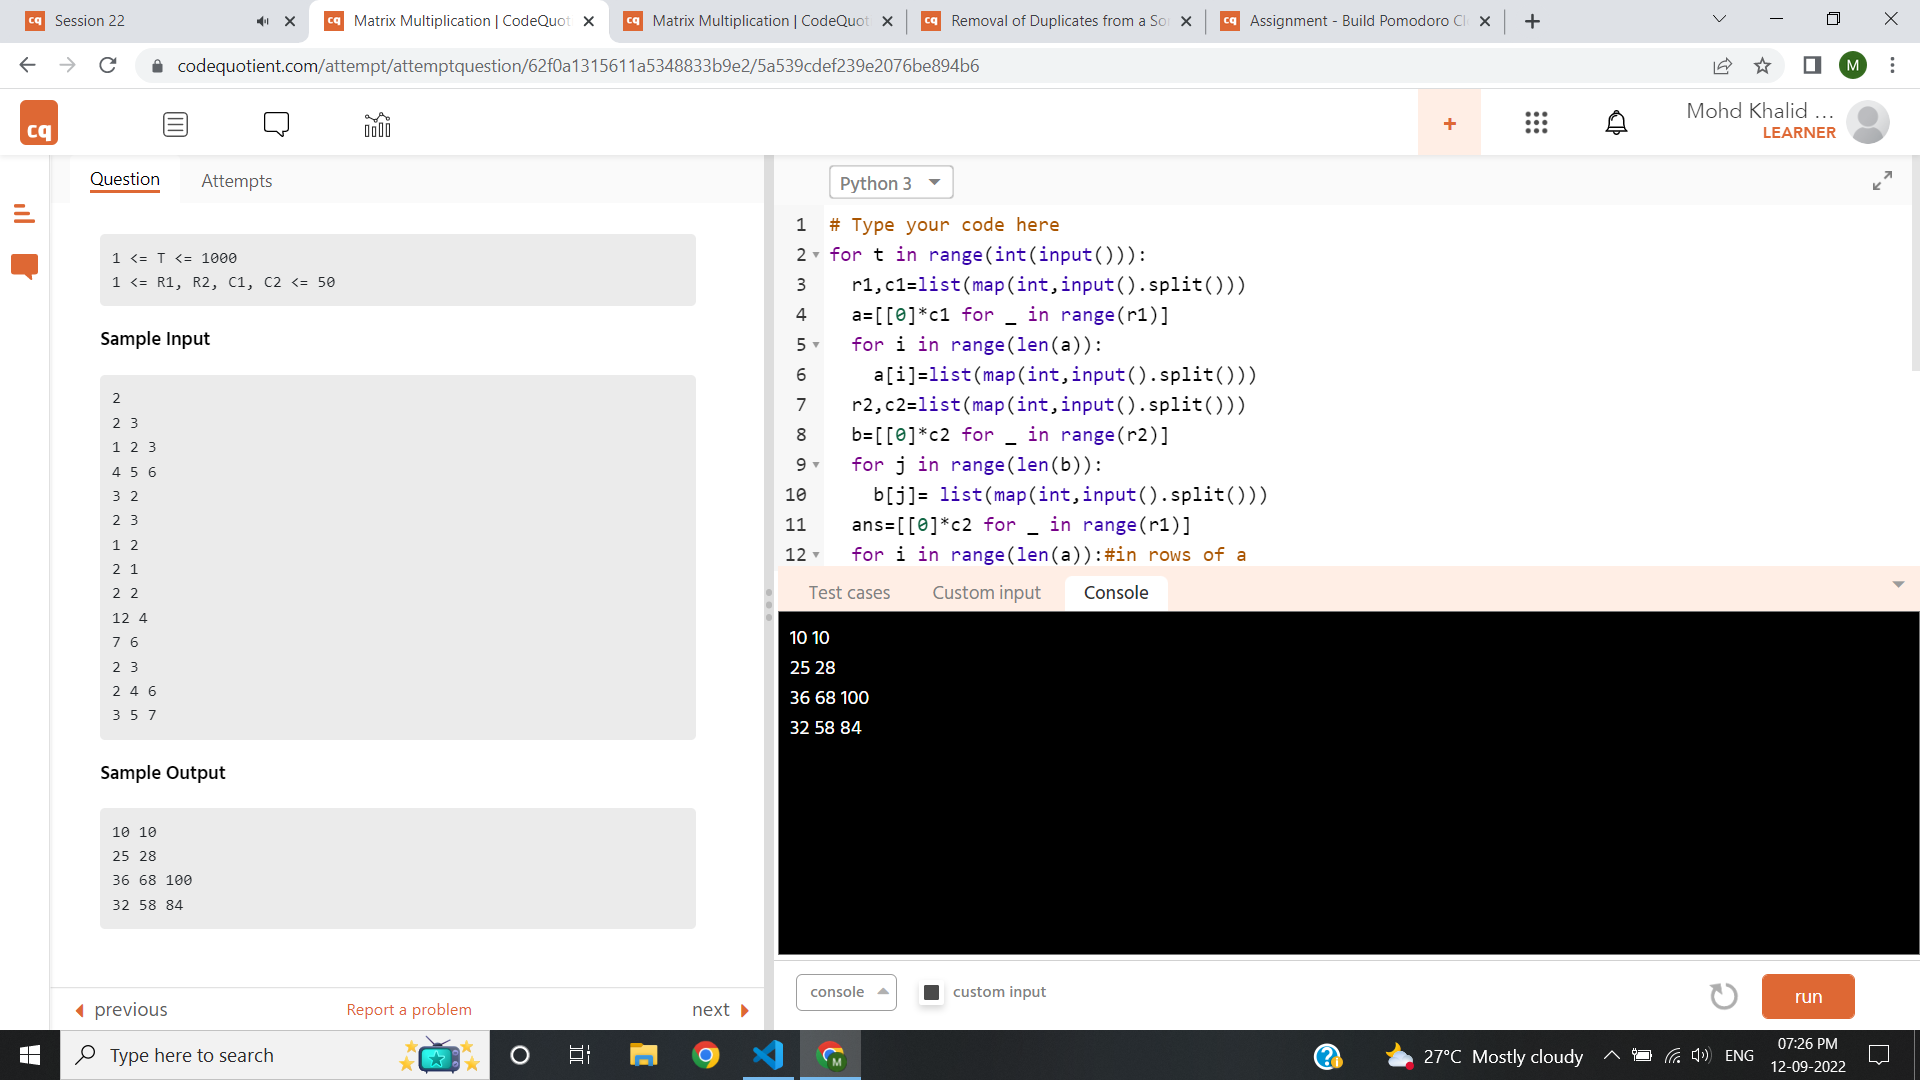 Session 22
Matrix Multiplication | CodeQuot
Matrix Multiplication | CodeQuot
Removal of Duplicates from a So
Assignment - Build Pomodoro Cl
codequotient.com/attempt/attemptquestion/62f0a1315611a5348833b9e2/5a539cdef239e2076be894b6
M
cq
+
Mohd Khalid ...
LEARNER
Question
Attempts
1 <= T <= 1000
1 <= R1, R2, C1, C2 <= 50
Sample Input
2
2 3
1 2 3
4 5 6
3 2
2 3
1 2
2 1
2 2
12 4
7 6
2 3
2 4 6
3 5 7
Sample Output
10 10
25 28
36 68 100
32 58 84
previous
Report a problem
next
Python 3
1 # Type your code here
2 for t in range(int(input())):
3 r1,c1=list(map(int,input().split()))
4 a=[[0]*c1 for _ in range(r1)]
5 for i in range(len(a)):
6 a[i]=list(map(int,input().split()))
7 r2,c2=list(map(int,input().split()))
8 b=[[0]*c2 for _ in range(r2)]
9 for j in range(len(b)):
10 b[j]= list(map(int,input().split()))
11 ans=[[0]*c2 for _ in range(r1)]
12 for i in range(len(a)):#in rows of a
Test cases
Custom input
Console
10 10
25 28
36 68 100
32 58 84
console
custom input
run
Type here to search
27°C Mostly cloudy
ENG
07:26 PM
12-09-2022